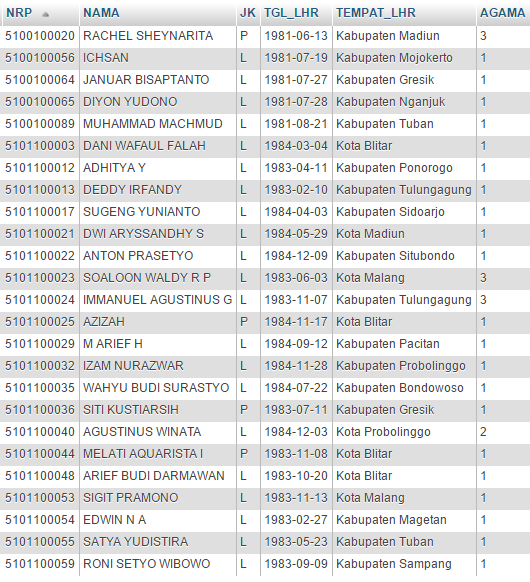 NRP NAMA JK TGL_LHR TEMPAT_LHR AGAMA
5100100020 RACHEL SHEYNARITA P 1981-06-13 Kabupaten Madiun 3
5100100056 ICHSAN L 1981-07-19 Kabupaten Mojokerto 1
5100100064 JANUAR BISAPTANTO L 1981-07-27 Kabupaten Gresik 1
5100100065 DIYON YUDONO L 1981-07-28 Kabupaten Nganjuk 1
5100100089 MUHAMMAD MACHMUD L 1981-08-21 Kabupaten Tuban 1
5101100003 DANI WAFAUL FALAH L 1984-03-04 Kota Blitar 1
5101100012 ADHITYA Y L 1983-04-11 Kabupaten Ponorogo 1
5101100013 DEDDY IRFANDY L 1983-02-10 Kabupaten Tulungagung 1
5101100017 SUGENG YUNIANTO L 1984-04-03 Kabupaten Sidoarjo 1
5101100021 DWI ARYSSANDHY S L 1984-05-29 Kota Madiun 1
5101100022 ANTON PRASETYO L 1984-12-09 Kabupaten Situbondo 1
5101100023 SOALOON WALDY R P L 1983-06-03 Kota Malang 3
5101100024 IMMANUEL AGUSTINUS G L 1983-11-07 Kabupaten Tulungagung 3
5101100025 AZIZAH P 1984-11-17 Kota Blitar 1
5101100029 M ARIEF H L 1984-09-12 Kabupaten Pacitan 1
5101100032 IZAM NURAZWAR L 1984-11-28 Kabupaten Probolinggo 1
5101100035 WAHYU BUDI SURASTYO L 1984-07-22 Kabupaten Bondowoso 1
5101100036 SITI KUSTIARSIH P 1983-07-11 Kabupaten Gresik 1
5101100040 AGUSTINUS WINATA L 1984-12-03 Kota Probolinggo 2
5101100044 MELATI AQUARISTA I P 1983-11-08 Kota Blitar 1
5101100048 ARIEF BUDI DARMAWAN L 1983-10-20 Kota Blitar 1
5101100053 SIGIT PRAMONO L 1983-11-13 Kota Malang 1
5101100054 EDWIN N A L 1983-02-27 Kabupaten Magetan 1
5101100055 SATYA YUDISTIRA L 1983-05-23 Kabupaten Tuban 1
5101100059 RONI SETYO WIBOWO L 1983-09-09 Kabupaten Sampang 1